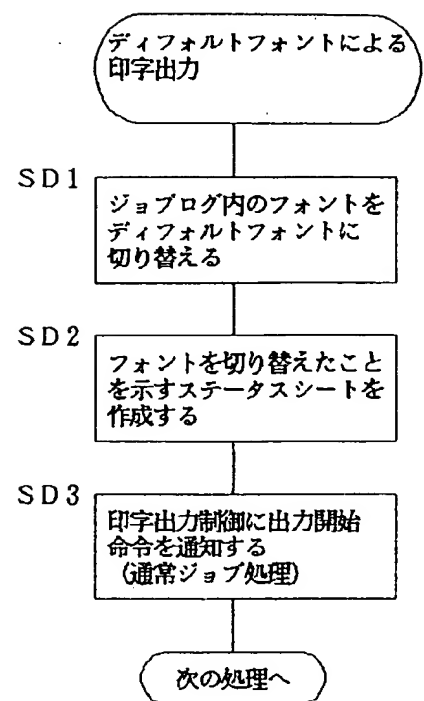 ディフォルトフォントによる
印字出力
SD1
ジョブログ内のフォントを
ディフォルトフォントに
切り替える
SD2
フォントを切り替えたこと
を示すステータスシートを
作成する
SD3
印字出力制御に出力開始
命令を通知する
(通常ジョブ処理)
次の処理へ